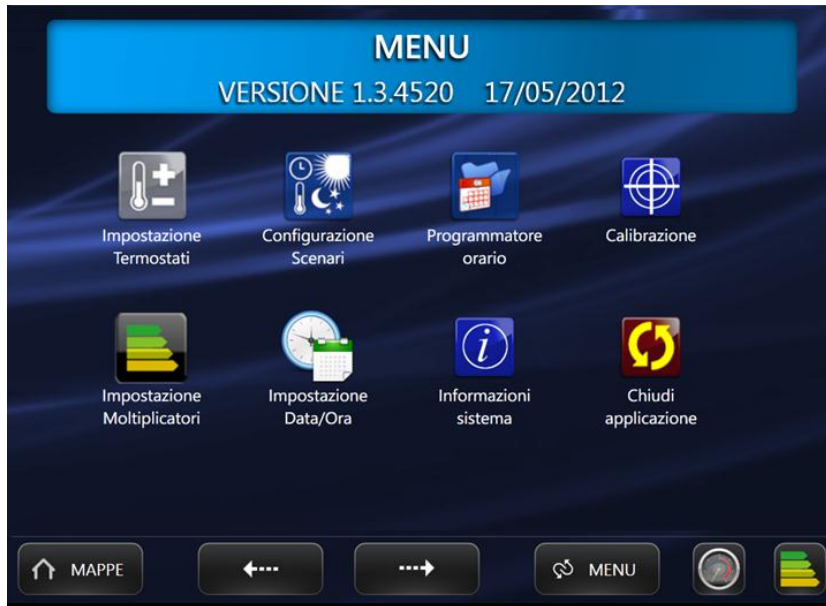 MENU
VERSIONE 1.3.4520 17/05/2012
Impostazione
Termostati
Configurazione
Scenari
Programmatore
orario
Calibrazione
Impostazione
Moltiplicatori
Impostazione
Data/Ora
Informazioni
sistema
Chiudi
applicazione
MAPPE
MENU